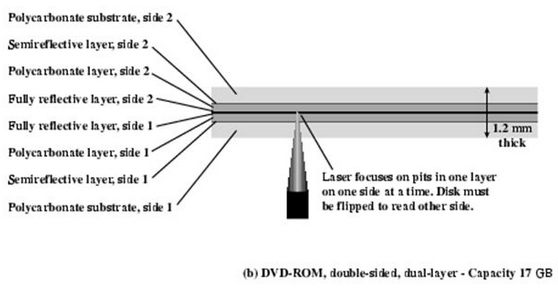 Polycarbonate substrate, side 2
Semireflective layer, side 2
Polycarbonate layer, side 2
Fully reflective layer, side 2
Fully reflective layer, side 1
Polycarbonate layer, side 1
Semireflective layer, side 1
Polycarbonate substrate, side 1
1.2 mm
thick
Laser focuses on pits in one layer
on one side at a time. Disk must
be flipped to read other side.
(b) DVD-ROM, double-sided, dual-layer - Capacity 17 GB